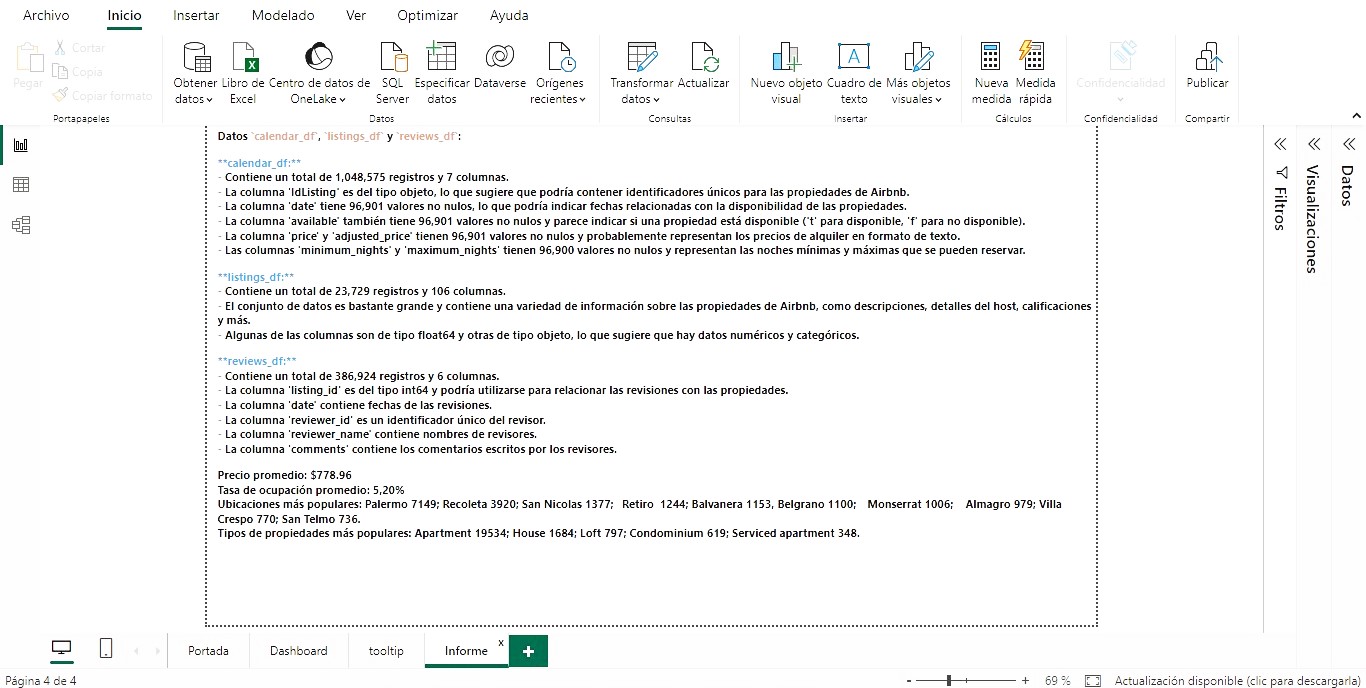 Archivo Inicio Insertar Modelado Ver Optimizar Ayuda
Pegar
Cortar
Copia
Copiar formato
Portapapeles
Obtener datos
Libro de Excel
Centro de datos de OneLake
SQL Server
Especificar datos
Dataverse
Orígenes recientes
Datos
Transformar datos
Actualizar
Consultas
Nuevo objeto visual
Cuadro de texto
Más objetos visuales
Insertar
Nueva medida
Medida rápida
Cálculos
Confidencialidad
Confidencialidad
Publicar
Compartir
Datos `calendar_df`, `listings_df` y `reviews_df`:
**calendar_df:**
- Contiene un total de 1,048,575 registros y 7 columnas.
- La columna 'IdListing' es del tipo objeto, lo que sugiere que podría contener identificadores únicos para las propiedades de Airbnb.
- La columna 'date' tiene 96,901 valores no nulos, lo que podría indicar fechas relacionadas con la disponibilidad de las propiedades.
- La columna 'available' también tiene 96,901 valores no nulos y parece indicar si una propiedad está disponible ('t' para disponible, 'f' para no disponible).
- La columna 'price' y 'adjusted_price' tienen 96,901 valores no nulos y probablemente representan los precios de alquiler en formato de texto.
- Las columnas 'minimum_nights' y 'maximum_nights' tienen 96,900 valores no nulos y representan las noches mínimas y máximas que se pueden reservar.
**listings_df:**
- Contiene un total de 23,729 registros y 106 columnas.
- El conjunto de datos es bastante grande y contiene una variedad de información sobre las propiedades de Airbnb, como descripciones, detalles del host, calificaciones
y más.
- Algunas de las columnas son de tipo float64 y otras de tipo objeto, lo que sugiere que hay datos numéricos y categóricos.
**reviews_df:**
- Contiene un total de 386,924 registros y 6 columnas.
- La columna 'listing_id' es del tipo int64 y podría utilizarse para relacionar las revisiones con las propiedades.
- La columna 'date' contiene fechas de las revisiones.
- La columna 'reviewer_id' es un identificador único del revisor.
- La columna 'reviewer_name' contiene nombres de revisores.
- La columna 'comments' contiene los comentarios escritos por los revisores.
Precio promedio: $778.96
Tasa de ocupación promedio: 5,20%
Ubicaciones más populares: Palermo 7149; Recoleta 3920; San Nicolas 1377; Retiro 1244; Balvanera 1153, Belgrano 1100; Monserrat 1006; Almagro 979; Villa
Crespo 770; San Telmo 736.
Tipos de propiedades más populares: Apartment 19534; House 1684; Loft 797; Condominium 619; Serviced apartment 348.
Filtros
Visualizaciones
Datos
Portada Dashboard tooltip Informe x +
Página 4 de 4
- + 69 % Actualización disponible (clic para descargarla)